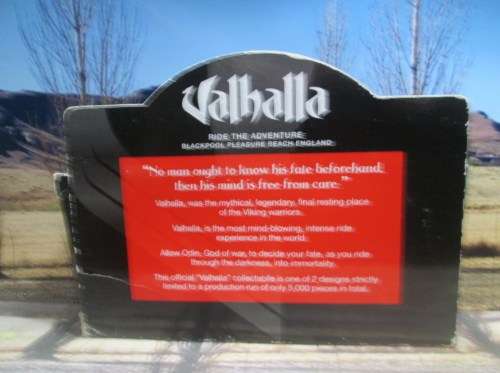 Valhalla
RIDE THE ADVENTURE
BLACKPOOL PLEASURE BEACH ENGLAND
"No man ought to know his fate beforehand,
then his mind is free from care."
Valhalla, was the mythical, legendary, final resting place
of the Viking warriors.
Valhalla, is the most mind-blowing, intense ride
experience in the world.
Allow Odin, God of war, to decide your fate, as you ride
through the darkness, into immortality.
This official "Valhalla" collectable is one of 2 designs strictly
limited to a production run of only 5,000 pieces in total.